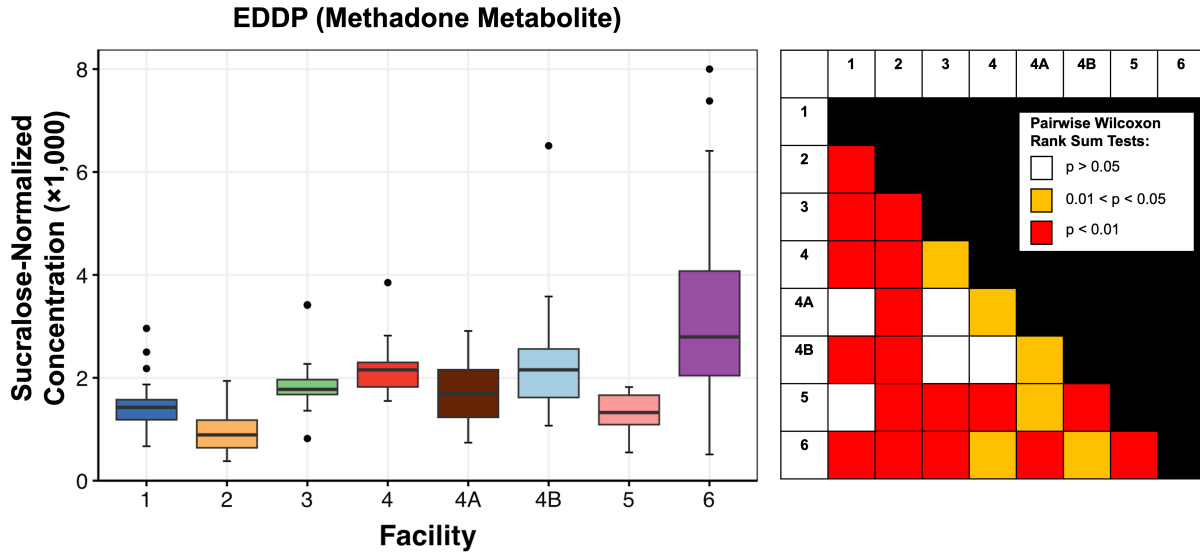 EDDP (Methadone Metabolite)
Sucralose-Normalized
Concentration (×1,000)
8
6
4
2
0
1 2 3 4 4A 4B 5 6
Facility
1 2 3 4 4A 4B 5 6
1
2
3
4
4A
4B
5
6
Pairwise Wilcoxon
Rank Sum Tests:
p > 0.05
0.01 < p < 0.05
p < 0.01